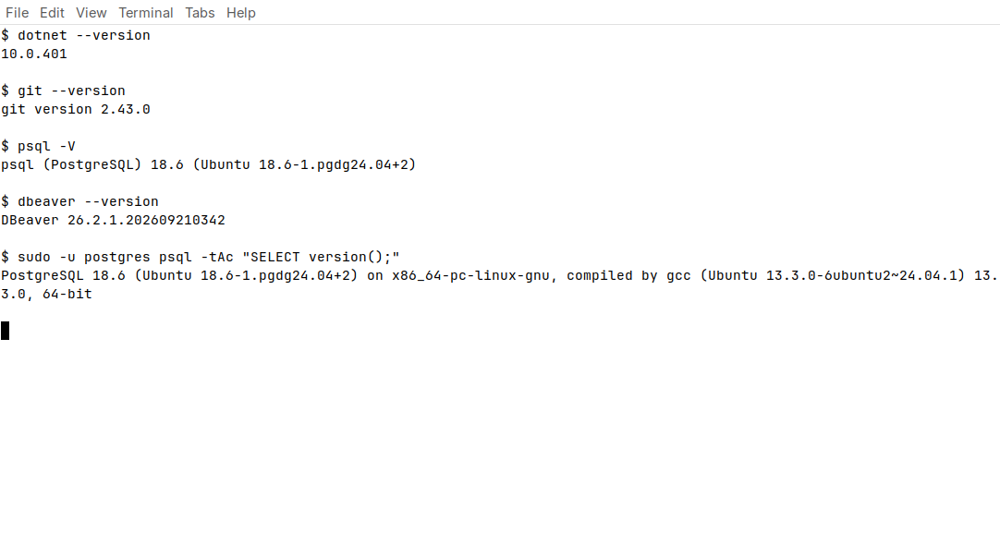 File Edit View Terminal Tabs Help
$ dotnet --version
10.0.401
$ git --version
git version 2.43.0
$ psql -V
psql (PostgreSQL) 18.6 (Ubuntu 18.6-1.pgdg24.04+2)
$ dbeaver --version
DBeaver 26.2.1.202609210342
$ sudo -u postgres psql -tAc "SELECT version();"
PostgreSQL 18.6 (Ubuntu 18.6-1.pgdg24.04+2) on x86_64-pc-linux-gnu, compiled by gcc (Ubuntu 13.3.0-6ubuntu2~24.04.1) 13.
3.0, 64-bit